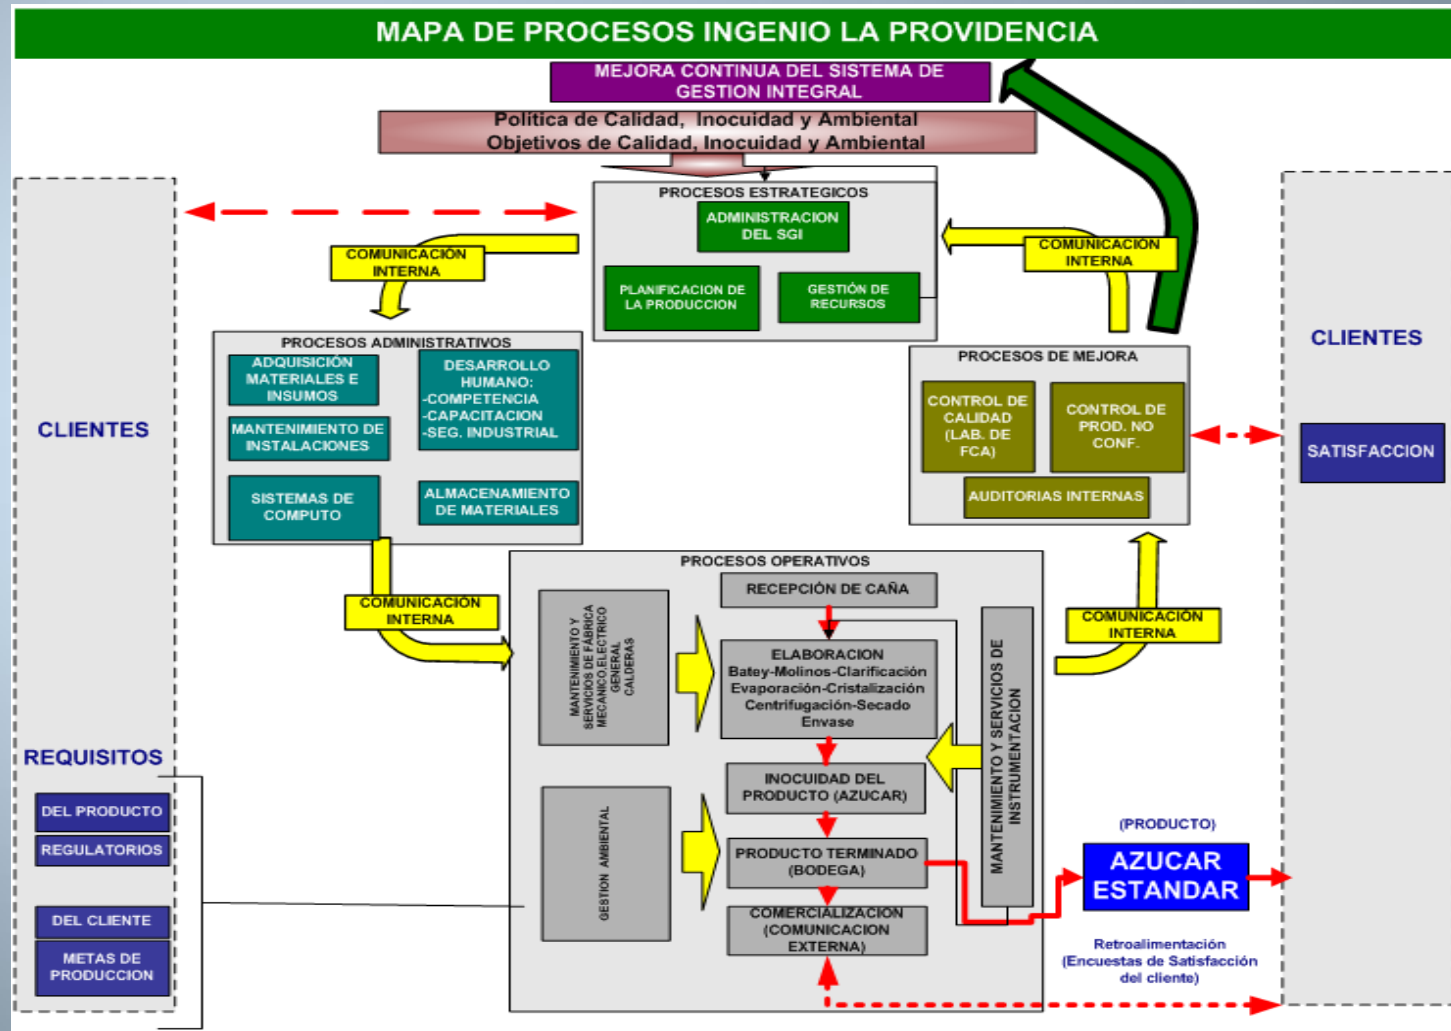 MAPA DE PROCESOS INGENIO LA PROVIDENCIA
MEJORA CONTINUA DEL SISTEMA DE
GESTION INTEGRAL
Política de Calidad, Inocuidad y Ambiental
Objetivos de Calidad, Inocuidad y Ambiental
PROCESOS ESTRATEGICOS
ADMINISTRACION
DEL SGI
PLANIFICACION DE
LA PRODUCCION
GESTIÓN DE
RECURSOS
COMUNICACIÓN
INTERNA
COMUNICACIÓN
INTERNA
PROCESOS ADMINISTRATIVOS
ADQUISICIÓN
MATERIALES E
INSUMOS
DESARROLLO
HUMANO:
-COMPETENCIA
-CAPACITACION
-SEG. INDUSTRIAL
MANTENIMIENTO DE
INSTALACIONES
SISTEMAS DE
COMPUTO
ALMACENAMIENTO
DE MATERIALES
PROCESOS DE MEJORA
CONTROL DE
CALIDAD
(LAB. DE
FCA)
CONTROL DE
PROD. NO
CONF.
AUDITORIAS INTERNAS
CLIENTES
SATISFACCION
CLIENTES
REQUISITOS
DEL PRODUCTO
REGULATORIOS
DEL CLIENTE
METAS DE
PRODUCCION
COMUNICACIÓN
INTERNA
COMUNICACIÓN
INTERNA
PROCESOS OPERATIVOS
RECEPCIÓN DE CAÑA
MANTENIMIENTO Y
SERVICIOS DE FÁBRICA
MECANICO,ELECTRICO
GENERAL
CALDERAS
ELABORACION
Batey-Molinos-Clarificación
Evaporación-Cristalización
Centrifugación-Secado
Envase
MANTENIMIENTO Y SERVICIOS DE
INSTRUMENTACION
INOCUIDAD DEL
PRODUCTO (AZUCAR)
GESTION AMBIENTAL
PRODUCTO TERMINADO
(BODEGA)
COMERCIALIZACION
(COMUNICACION
EXTERNA)
(PRODUCTO)
AZUCAR
ESTANDAR
Retroalimentación
(Encuestas de Satisfacción
del cliente)